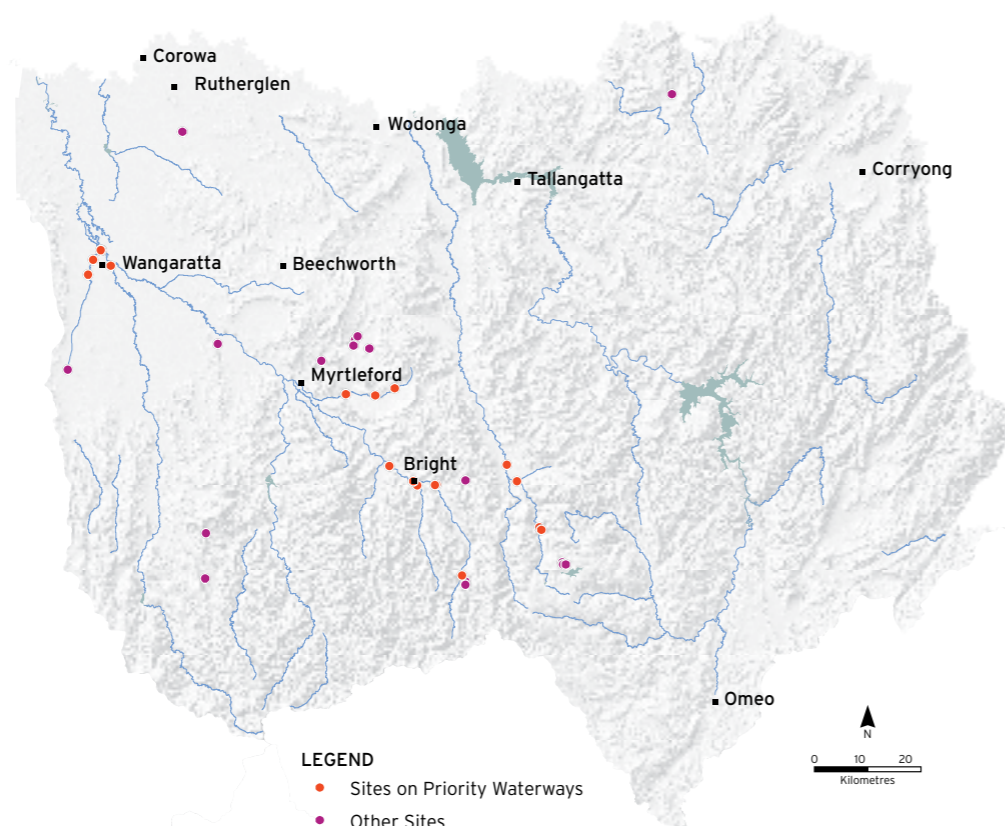 Corowa
Rutherglen
Wodonga
Corryong
Tallangatta
Wangaratta
Beechworth
Myrtleford
Bright
Omeo
N
0 10 20
Kilometres
LEGEND
Sites on Priority Waterways
Other Sites